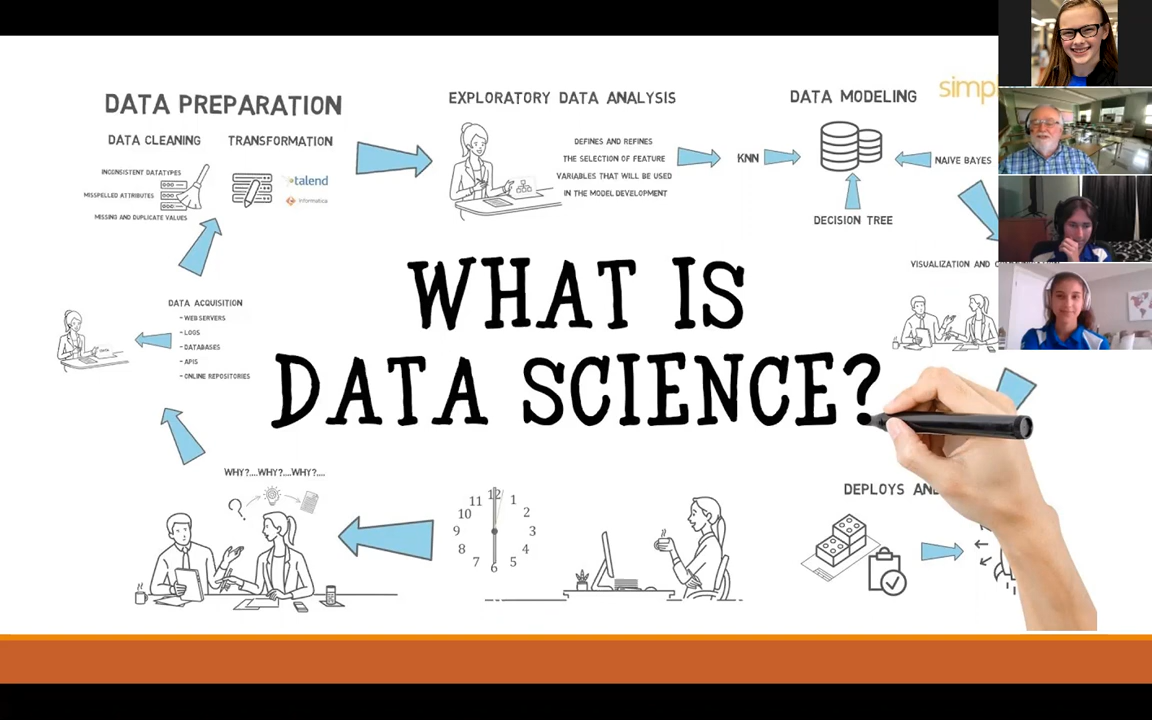 DATA PREPARATION
DATA CLEANING
TRANSFORMATION
INCONSISTENT DATATYPES
MISSPELLED ATTRIBUTES
MISSING AND DUPLICATE VALUES
talend
Informatica
EXPLORATORY DATA ANALYSIS
DEFINES AND REFINES
THE SELECTION OF FEATURE
VARIABLES THAT WILL BE USED
IN THE MODEL DEVELOPMENT
KNN
DATA MODELING
NAIVE BAYES
DECISION TREE
simp
VISUALIZATION AND
WHAT IS
DATA SCIENCE?
DATA ACQUISITION
- WEB SERVERS
- LOGS
- DATABASES
- APIS
- ONLINE REPOSITORIES
WHY?....WHY?....WHY?....
12
1
2
3
4
5
6
7
8
9
10
11
DEPLOYS AND